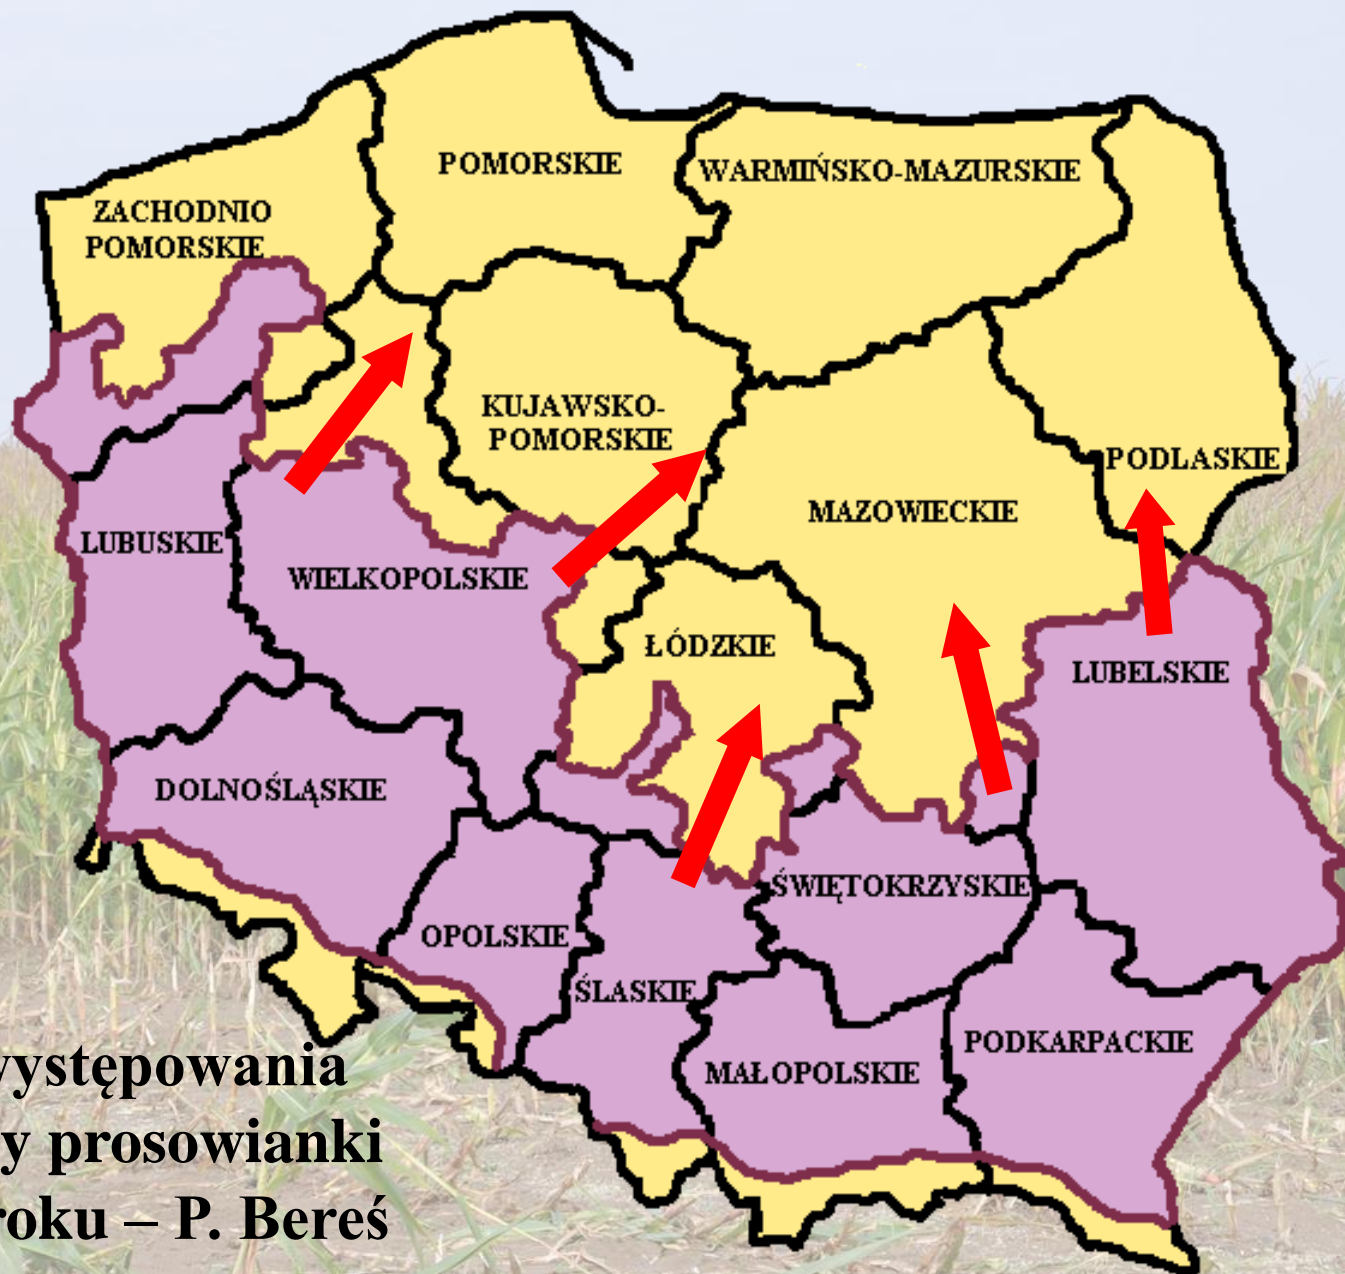 POMORSKIE
WARMIŃSKO-MAZURSKIE
ZACHODNIO
POMORSKIE
KUJAWSKO-
POMORSKIE
PODLASKIE
MAZOWIECKIE
LUBUSKIE
WIELKOPOLSKIE
ŁÓDZKIE
LUBELSKIE
DOLNOŚLĄSKIE
ŚWIĘTOKRZYSKIE
OPOLSKIE
ŚLASKIE
PODKARPACKIE
MAŁOPOLSKIE
występowania
y prosowianki
roku – P. Bereś